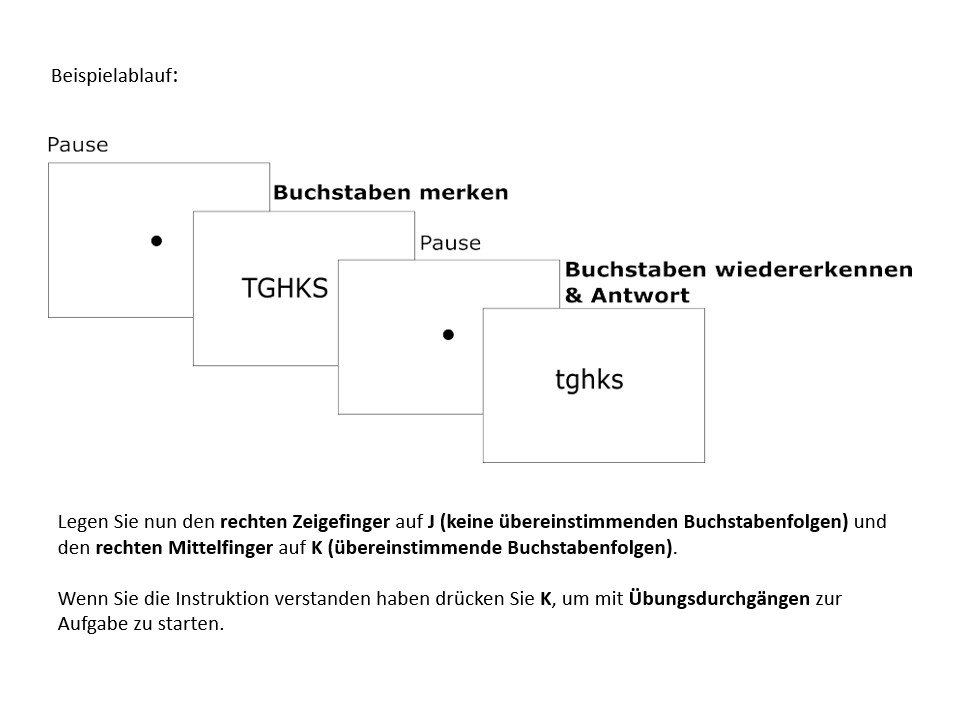 Beispielablauf:
Pause
Buchstaben merken
TGHKS
Pause
Buchstaben wiedererkennen
& Antwort
tghks
Legen Sie nun den rechten Zeigefinger auf J (keine übereinstimmenden Buchstabenfolgen) und
den rechten Mittelfinger auf K (übereinstimmende Buchstabenfolgen).
Wenn Sie die Instruktion verstanden haben drücken Sie K, um mit Übungsdurchgängen zur
Aufgabe zu starten.